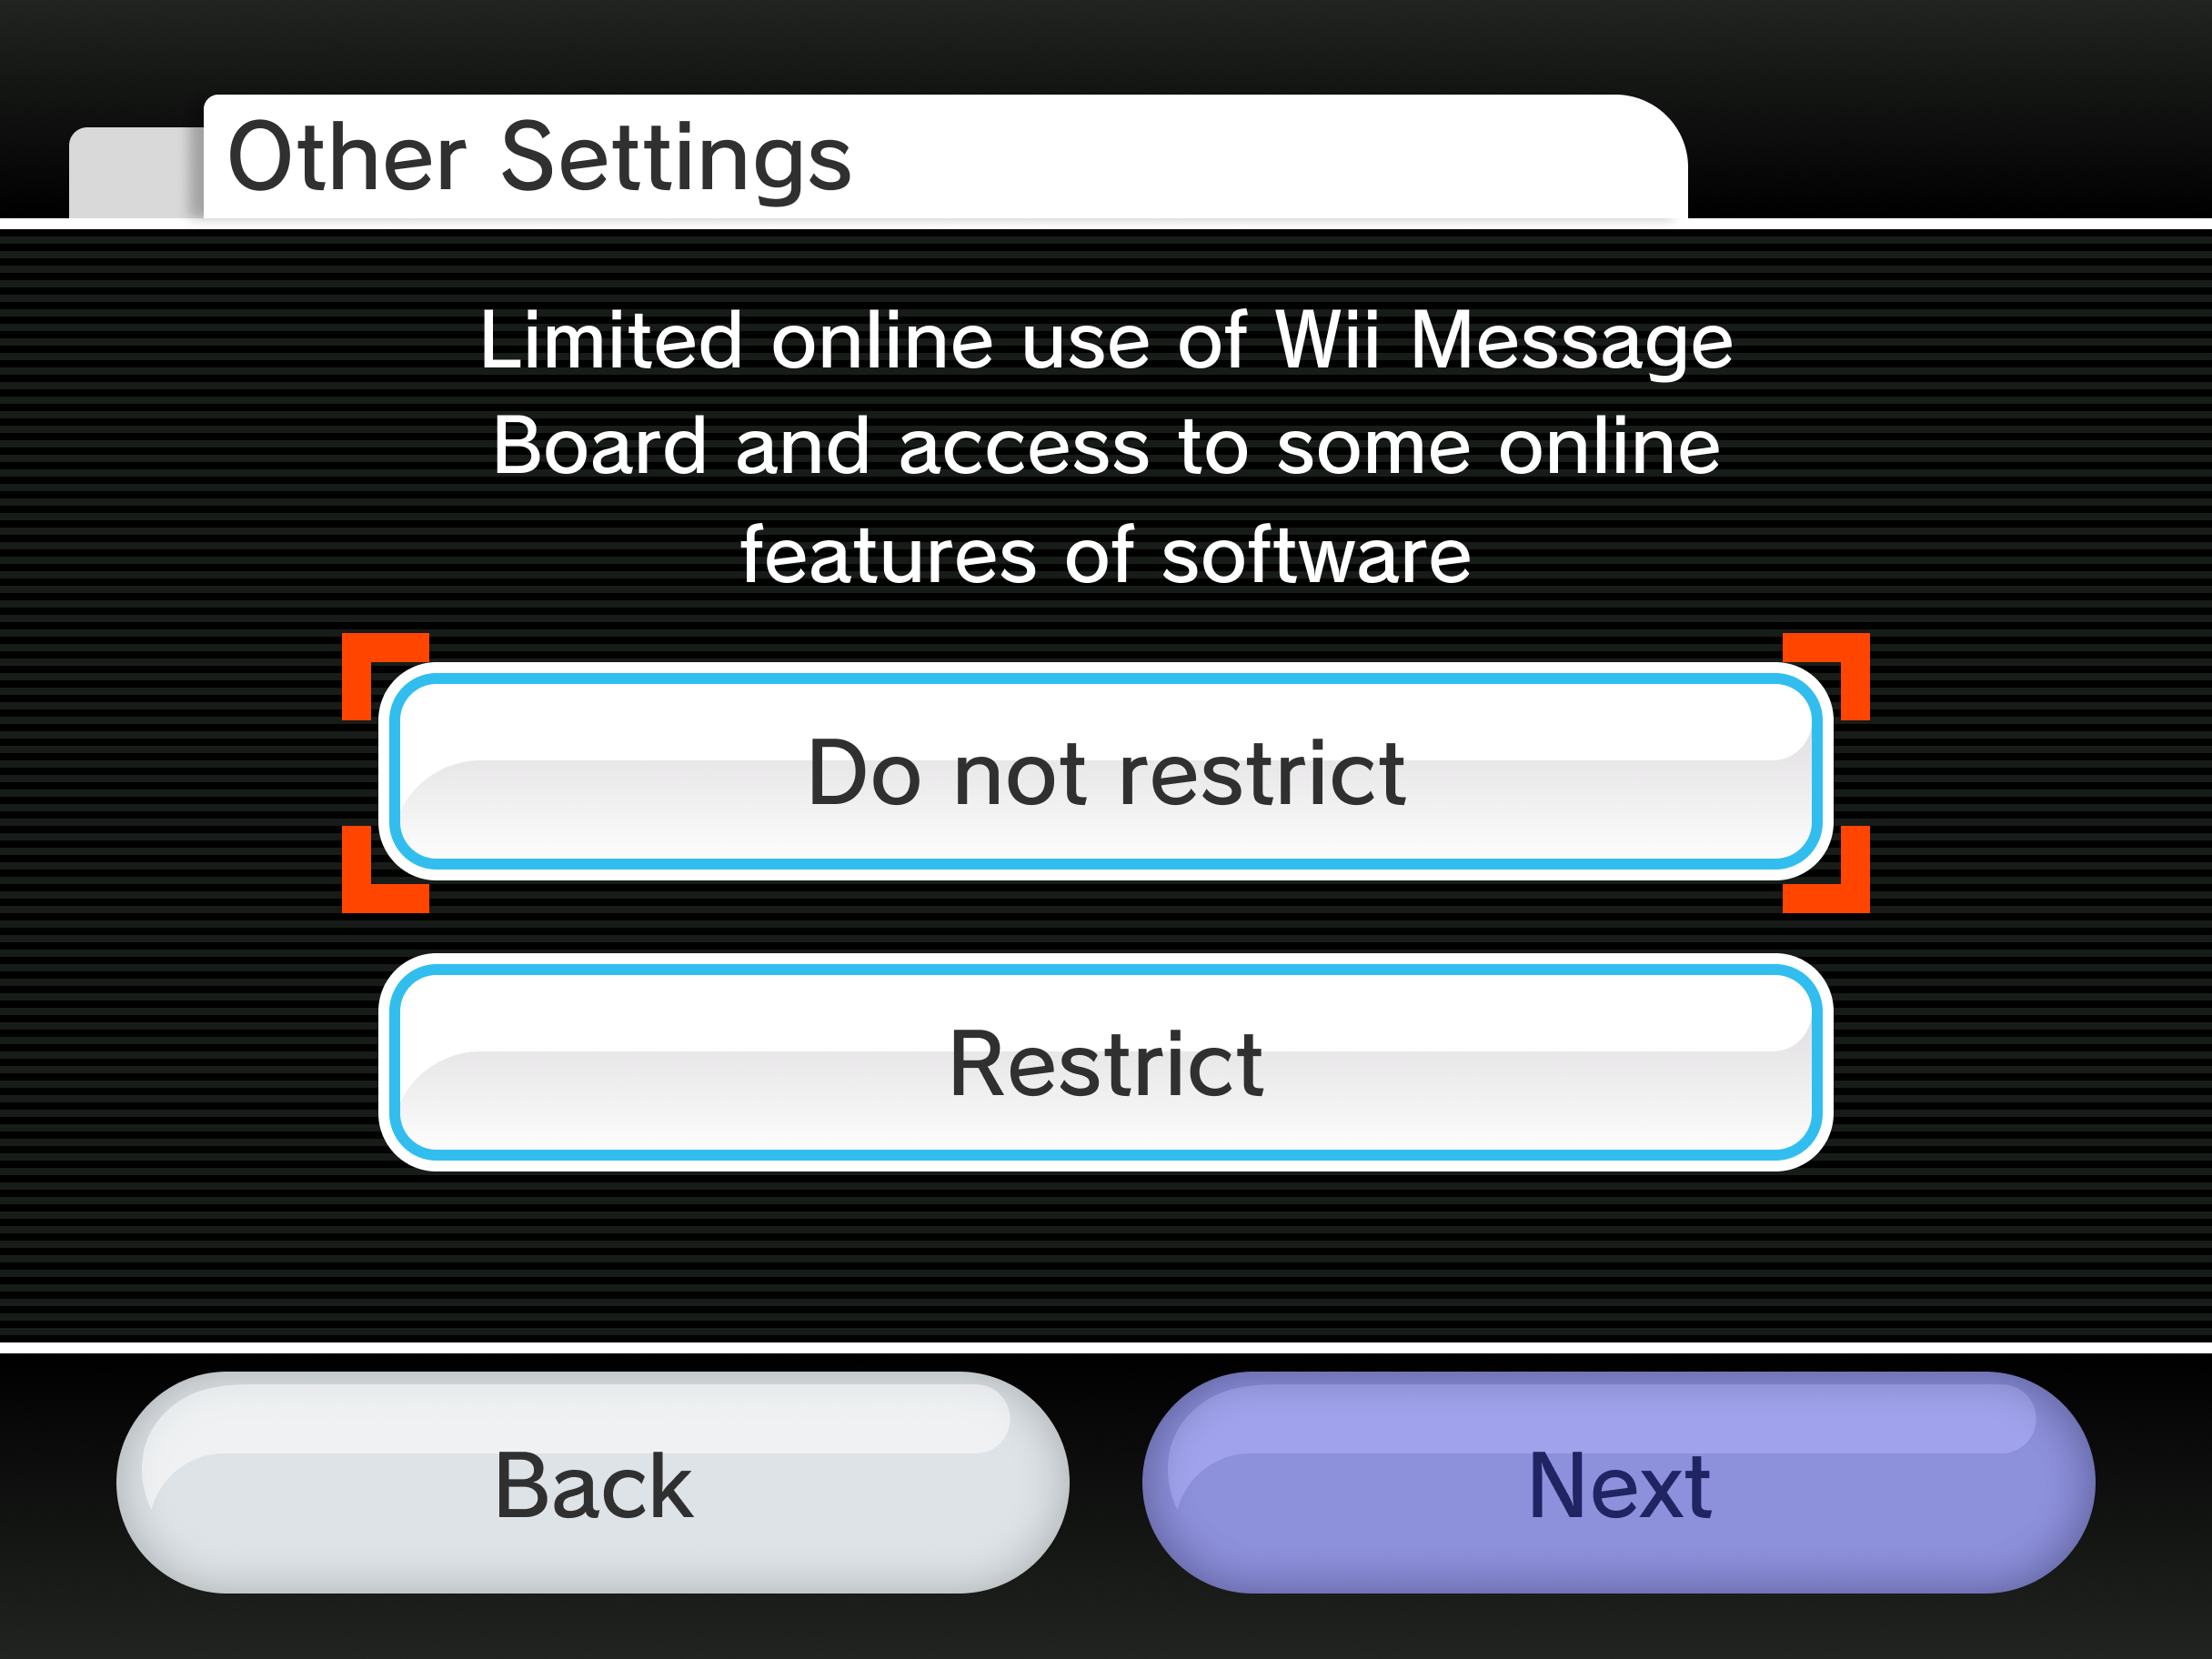 Other Settings
Limited online use of Wii Message
Board and access to some online
features of software
Do not restrict
Restrict
Back
Next